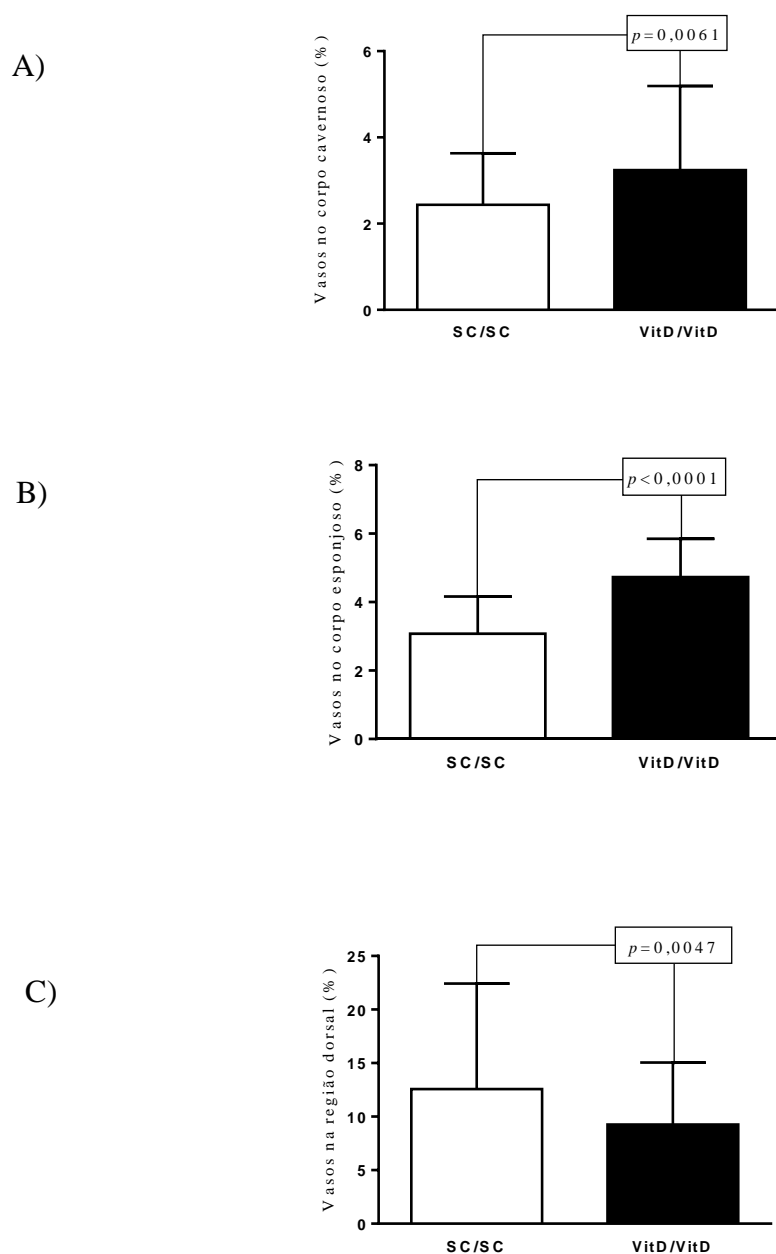 A)
Vasos no corpo cavernoso (%)
p=0,0061
6
4
2
0
SC/SC
VitD/VitD
B)
Vasos no corpo esponjoso (%)
p<0,0001
8
6
4
2
0
SC/SC
VitD/VitD
C)
Vasos na região dorsal (%)
p=0,0047
25
20
15
10
5
0
SC/SC
VitD/VitD